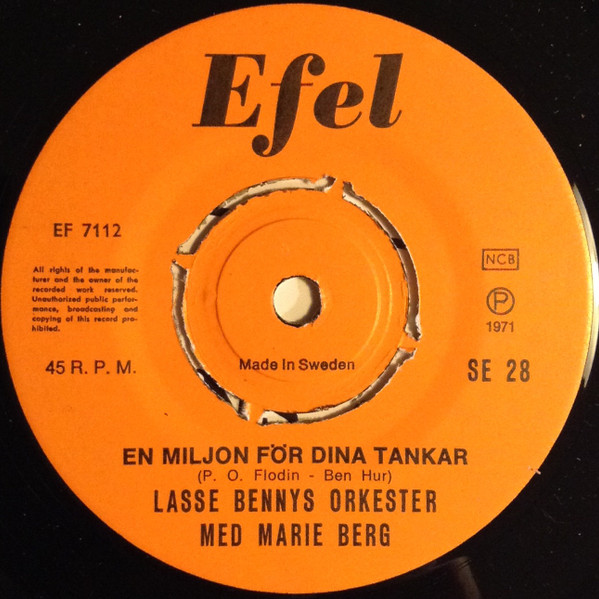 Efel
EF 7112
All rights of the manufac-
turer and the owner of the
recorded work reserved.
Unauthorized public perfor-
mance, broadcasting and
copying of this record pro-
hibited.
45 R. P. M.
NCB
P
1971
SE 28
Made In Sweden
EN MILJON FÖR DINA TANKAR
(P. O. Flodin - Ben Hur)
LASSE BENNYS ORKESTER
MED MARIE BERG